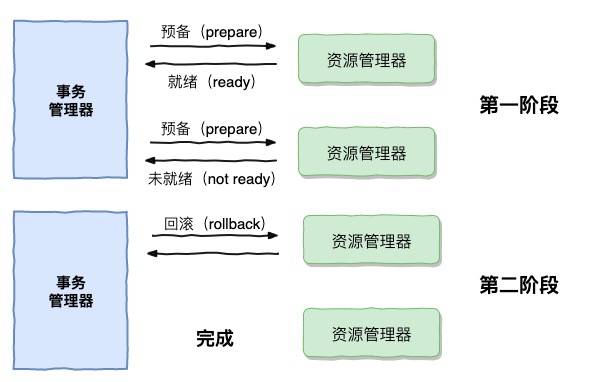 预备（prepare）
资源管理器
就绪（ready）
事务
管理器
第一阶段
预备（prepare）
资源管理器
未就绪（not ready）
回滚（rollback）
资源管理器
事务
管理器
第二阶段
完成
资源管理器